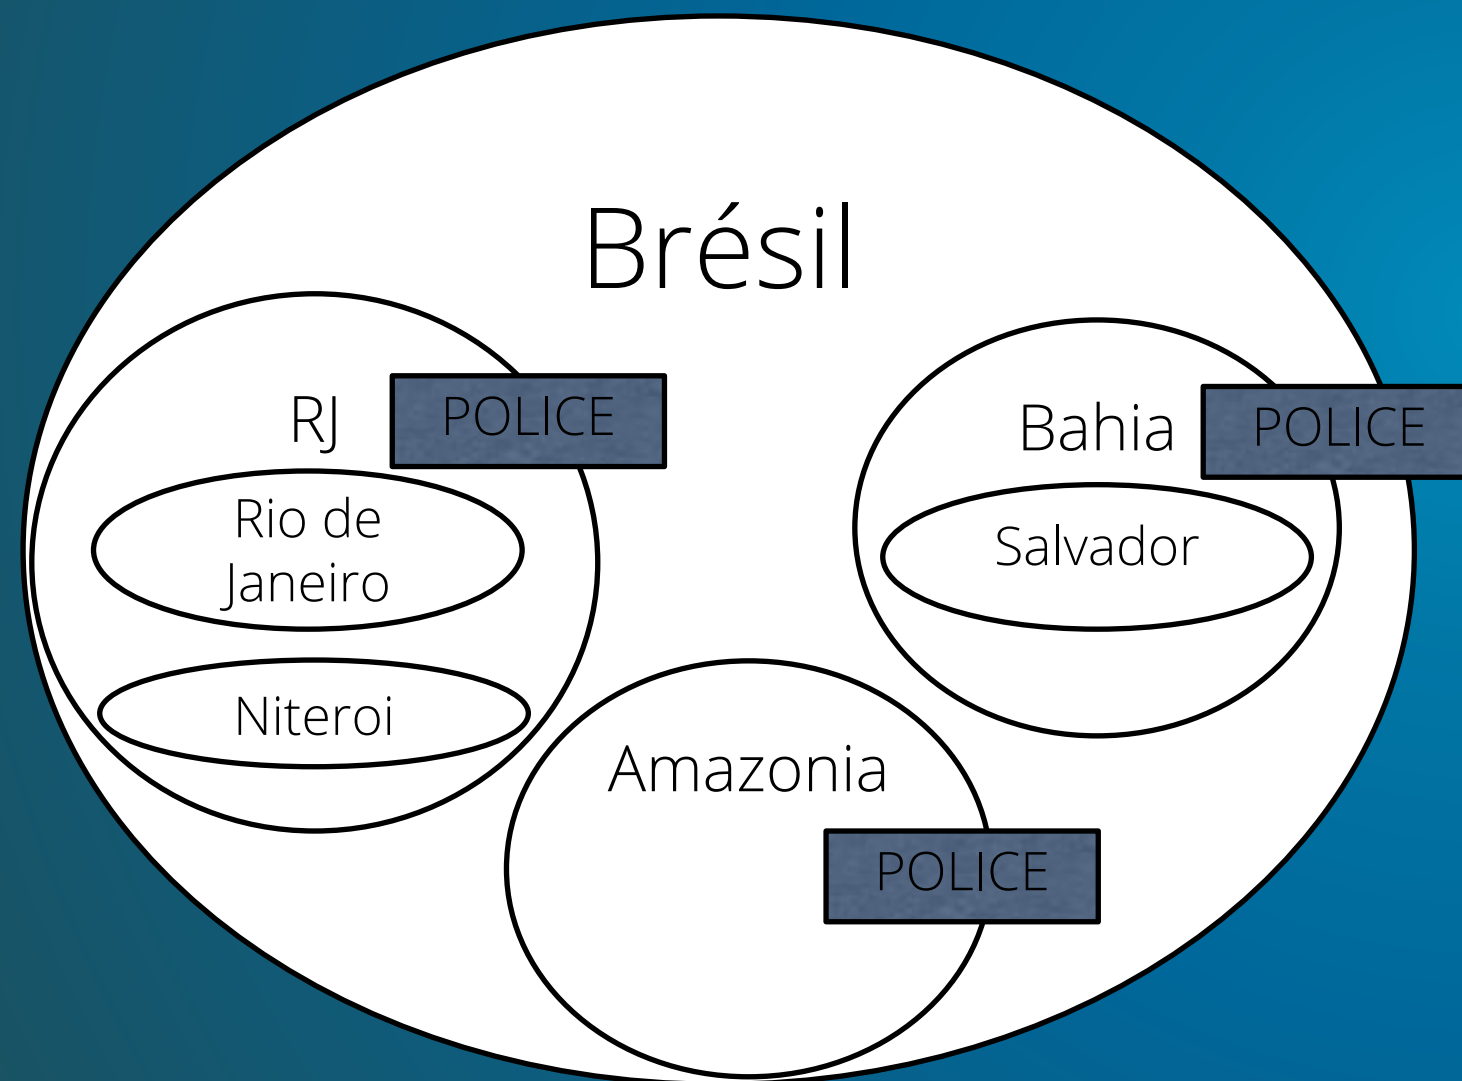 Brésil
RJ
POLICE
Rio de
Janeiro
Niteroi
Bahia
POLICE
Salvador
Amazonia
POLICE